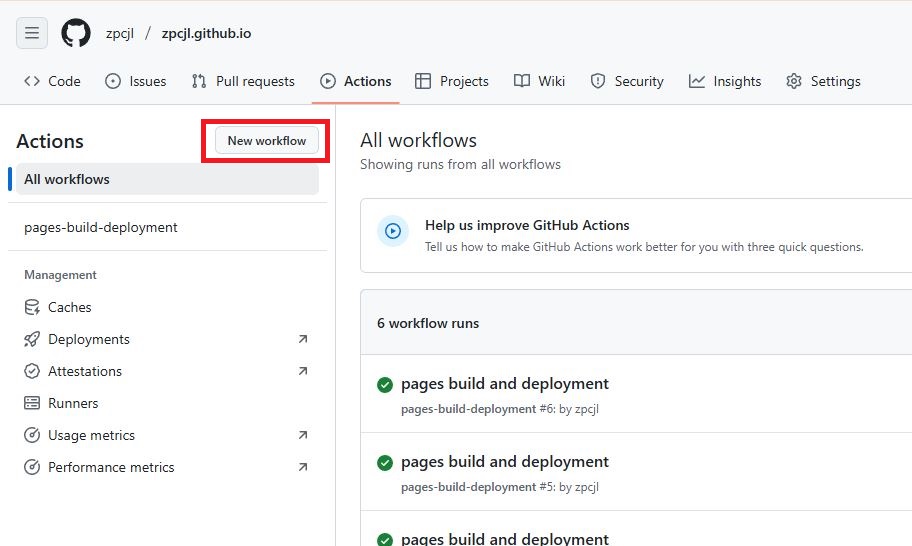 zpcjl / zpcjl.github.io
Code Issues Pull requests Actions Projects Wiki Security Insights Settings
Actions
New workflow
All workflows
pages-build-deployment
Management
Caches
Deployments
Attestations
Runners
Usage metrics
Performance metrics
All workflows
Showing runs from all workflows
Help us improve GitHub Actions
Tell us how to make GitHub Actions work better for you with three quick questions.
6 workflow runs
pages build and deployment
pages-build-deployment #6: by zpcjl
pages build and deployment
pages-build-deployment #5: by zpcjl
pages build and deployment